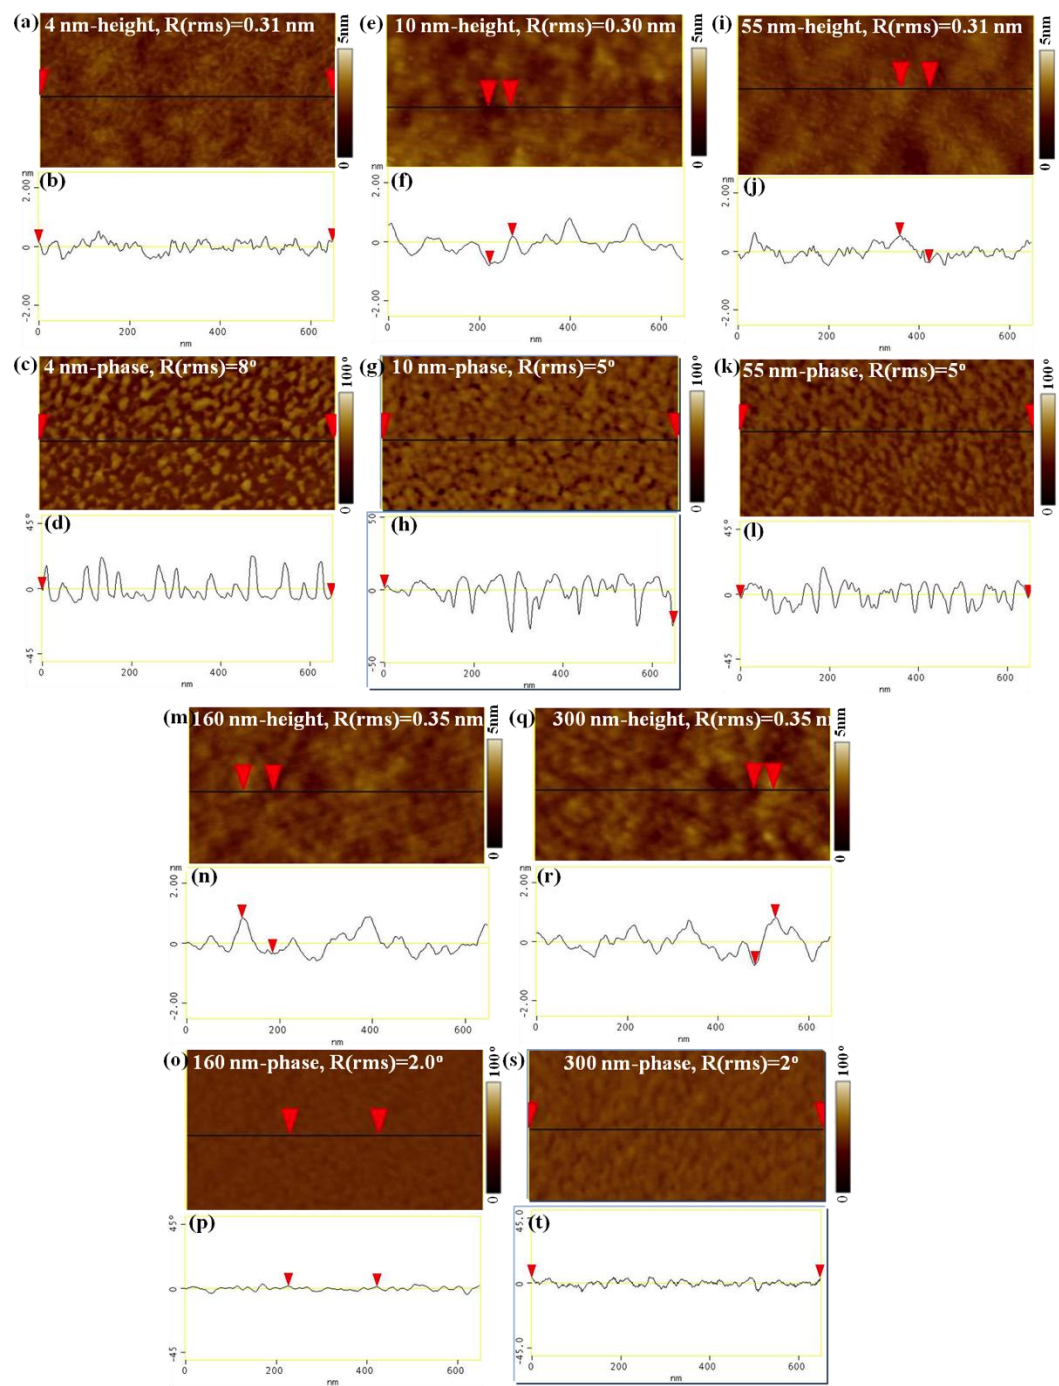 (a) 4 nm-height, R(rms)=0.31 nm
5nm
0
(e) 10 nm-height, R(rms)=0.30 nm
5nm
0
(i) 55 nm-height, R(rms)=0.31 nm
5nm
0
nm
(b)
2.00
0
-2.00
0 200 400 600
nm
(f)
2.00
0
-2.00
0 200 400 600
nm
(j)
2.00
0
-2.00
0 200 400 600
nm
(c) 4 nm-phase, R(rms)=8°
100°
0
(g) 10 nm-phase, R(rms)=5°
100°
0
(k) 55 nm-phase, R(rms)=5°
100°
0
(d)
45°
0
-45
0 200 400 600
nm
(h)
50
0
-50
0 200 400 600
nm
(l)
45°
0
-45
0 200 400 600
nm
(m) 160 nm-height, R(rms)=0.35 nm
5nm
0
(q) 300 nm-height, R(rms)=0.35 nm
5nm
0
nm
(n)
2.00
0
-2.00
0 200 400 600
nm
nm
(r)
2.00
0
-2.00
0 200 400 600
nm
(o) 160 nm-phase, R(rms)=2.0°
100°
0
(s) 300 nm-phase, R(rms)=2°
100°
0
(p)
45°
0
-45
0 200 400 600
nm
(t)
45.0
0
-45.0
0 200 400 600
nm